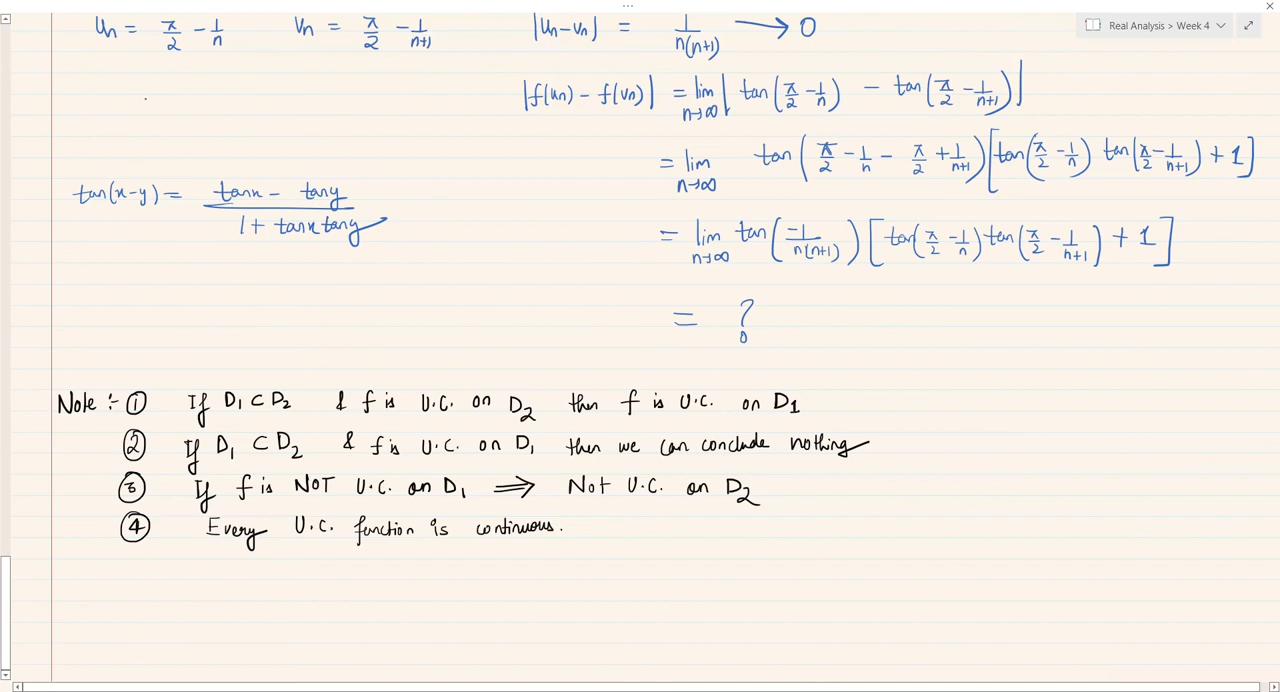 Real Analysis > Week 4
Un = π/2 - 1/n Vn = π/2 - 1/n+1 |Un - Vn| = 1/n(n+1) → 0
|f(Un) - f(Vn)| = lim n→∞ | tan(π/2 - 1/n) - tan(π/2 - 1/n+1) |
= lim n→∞ tan(π/2 - 1/n - π/2 + 1/n+1) [tan(π/2 - 1/n) tan(π/2 - 1/n+1) + 1]
tan(x-y) = tanx - tany / 1 + tanx tany
= lim n→∞ tan(-1/n(n+1)) [tan(π/2 - 1/n) tan(π/2 - 1/n+1) + 1]
= ?
Note :- ① If D1 ⊂ D2 & f is U.C. on D2 then f is U.C. on D1
② If D1 ⊂ D2 & f is U.C. on D1 then we can conclude nothing
③ If f is NOT U.C. on D1 ⟹ Not U.C. on D2
④ Every U.C. function is continuous.